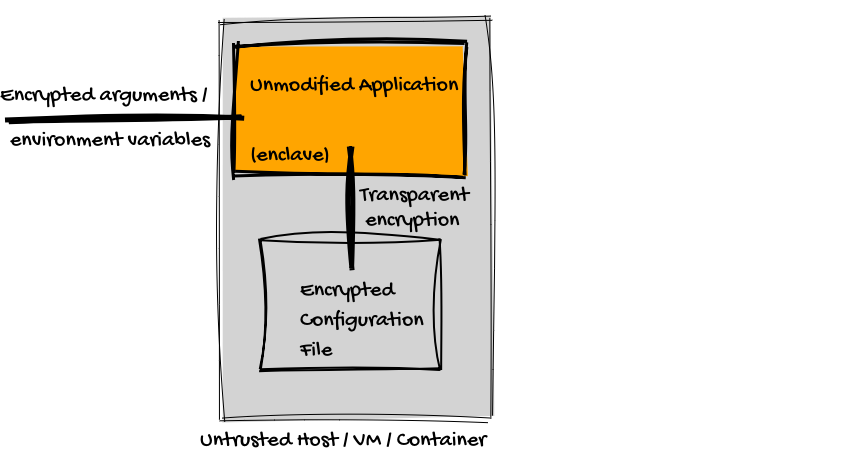 Unmodified Application
Encrypted arguments /
environment variables
(enclave)
Transparent
encryption
Encrypted
Configuration
File
Untrusted Host / VM / Container